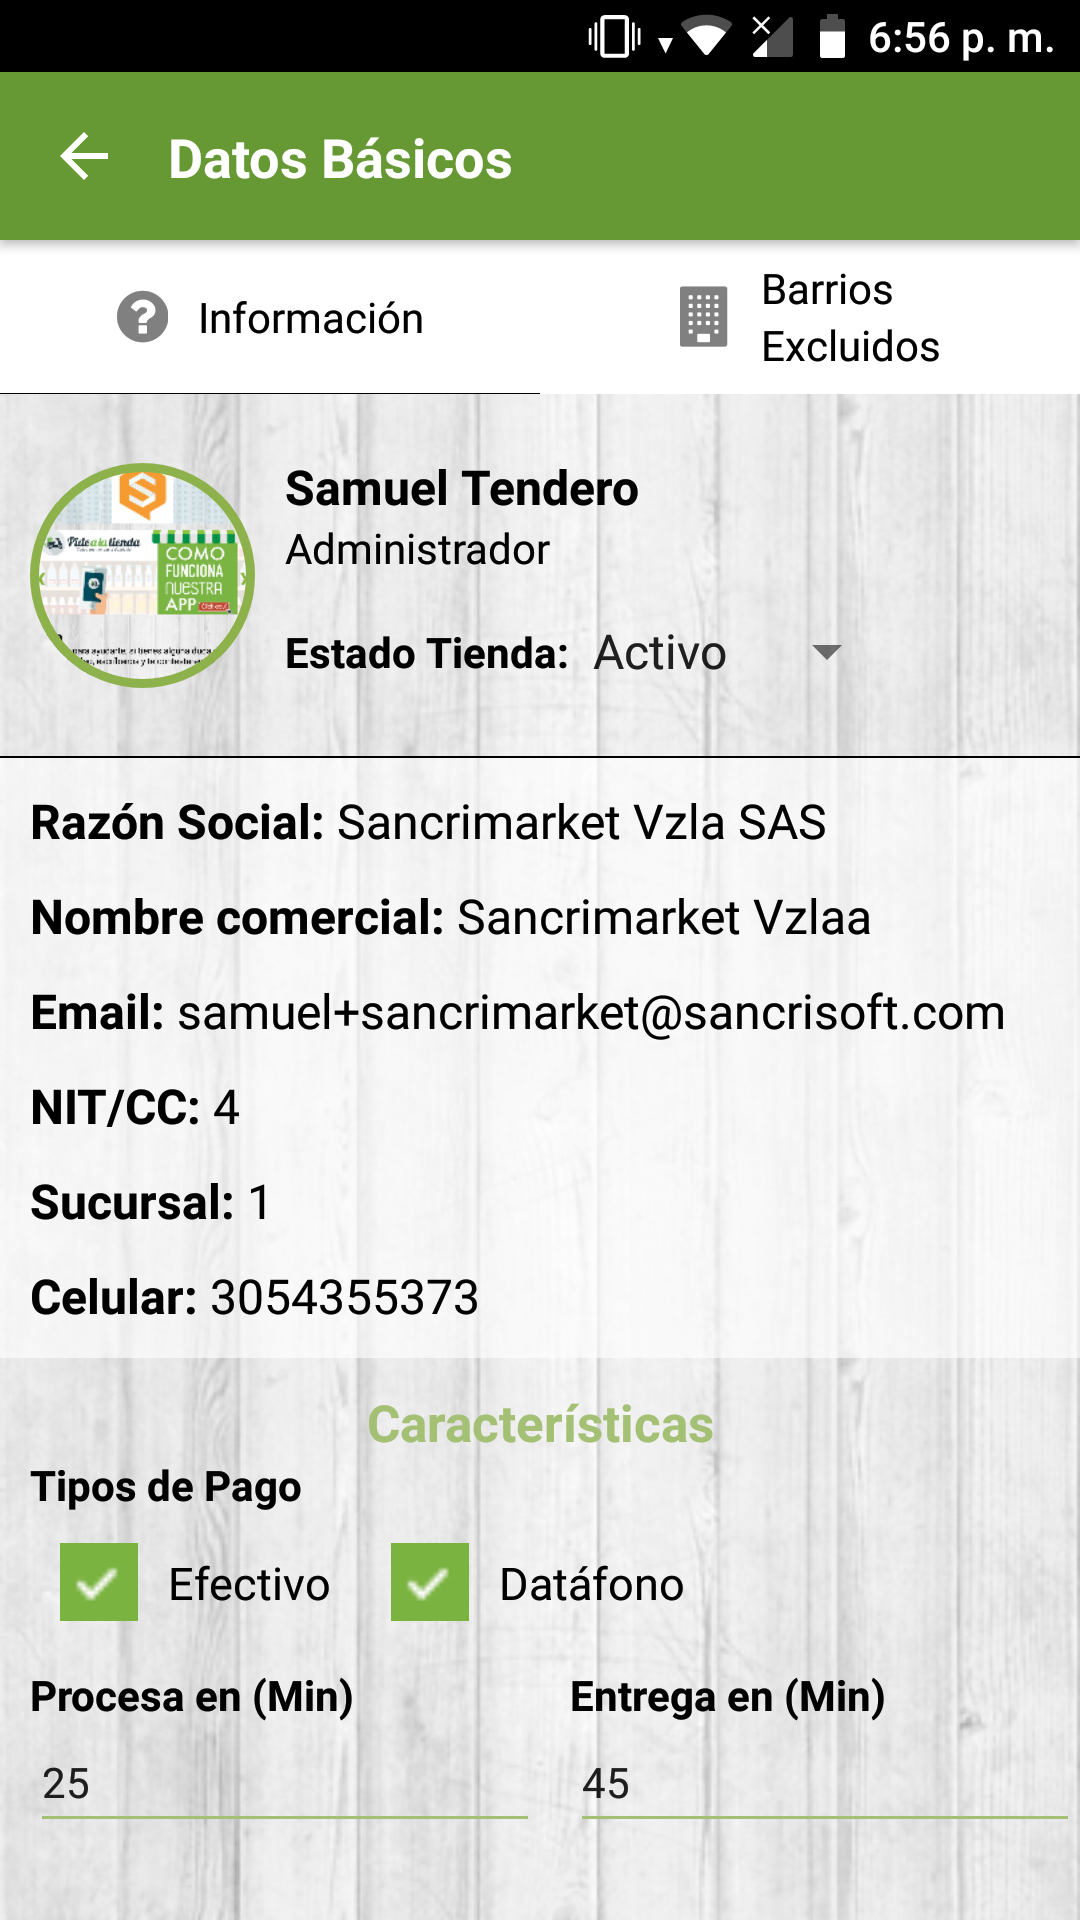 6:56 p. m.
Datos Básicos
Información
Barrios
Excluidos
Samuel Tendero
Administrador
Pide a la tienda
COMO
FUNCIONA
NUESTRA
APP
Estado Tienda: Activo
Razón Social: Sancrimarket Vzla SAS
Nombre comercial: Sancrimarket Vzlaa
Email: samuel+sancrimarket@sancrisoft.com
NIT/CC: 4
Sucursal: 1
Celular: 3054355373
Características
Tipos de Pago
Efectivo
Datáfono
Procesa en (Min)
Entrega en (Min)
25
45